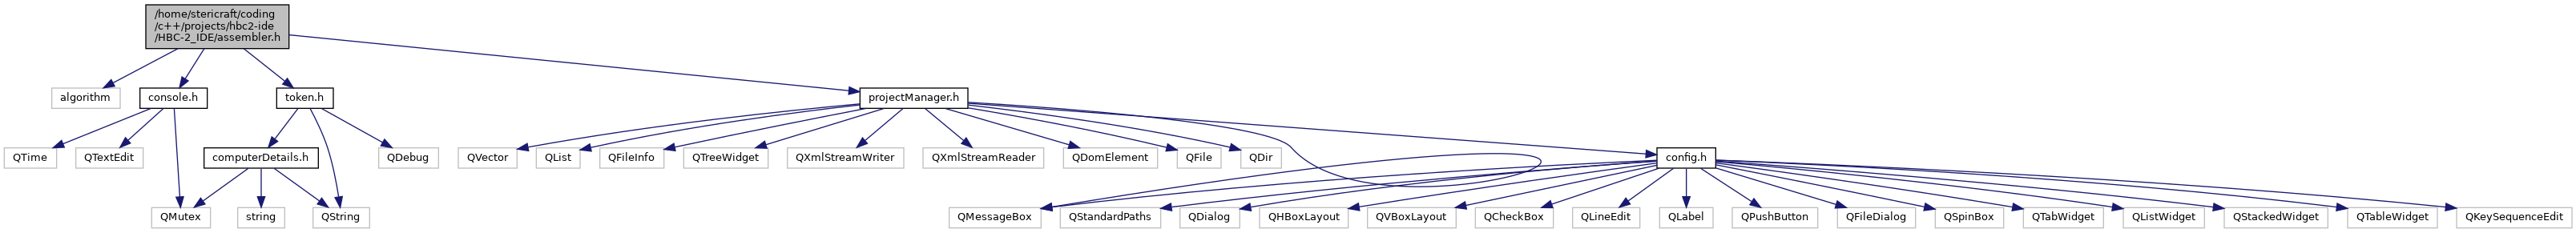 /home/stericraft/coding
/c++/projects/hbc2-ide
/HBC-2_IDE/assembler.h
algorithm
console.h
token.h
projectManager.h
QTime
QTextEdit
computerDetails.h
QDebug
QVector
QList
QFileInfo
QTreeWidget
QXmlStreamWriter
QXmlStreamReader
QDomElement
QFile
QDir
config.h
QMutex
string
QString
QMessageBox
QStandardPaths
QDialog
QHBoxLayout
QVBoxLayout
QCheckBox
QLineEdit
QLabel
QPushButton
QFileDialog
QSpinBox
QTabWidget
QListWidget
QStackedWidget
QTableWidget
QKeySequenceEdit